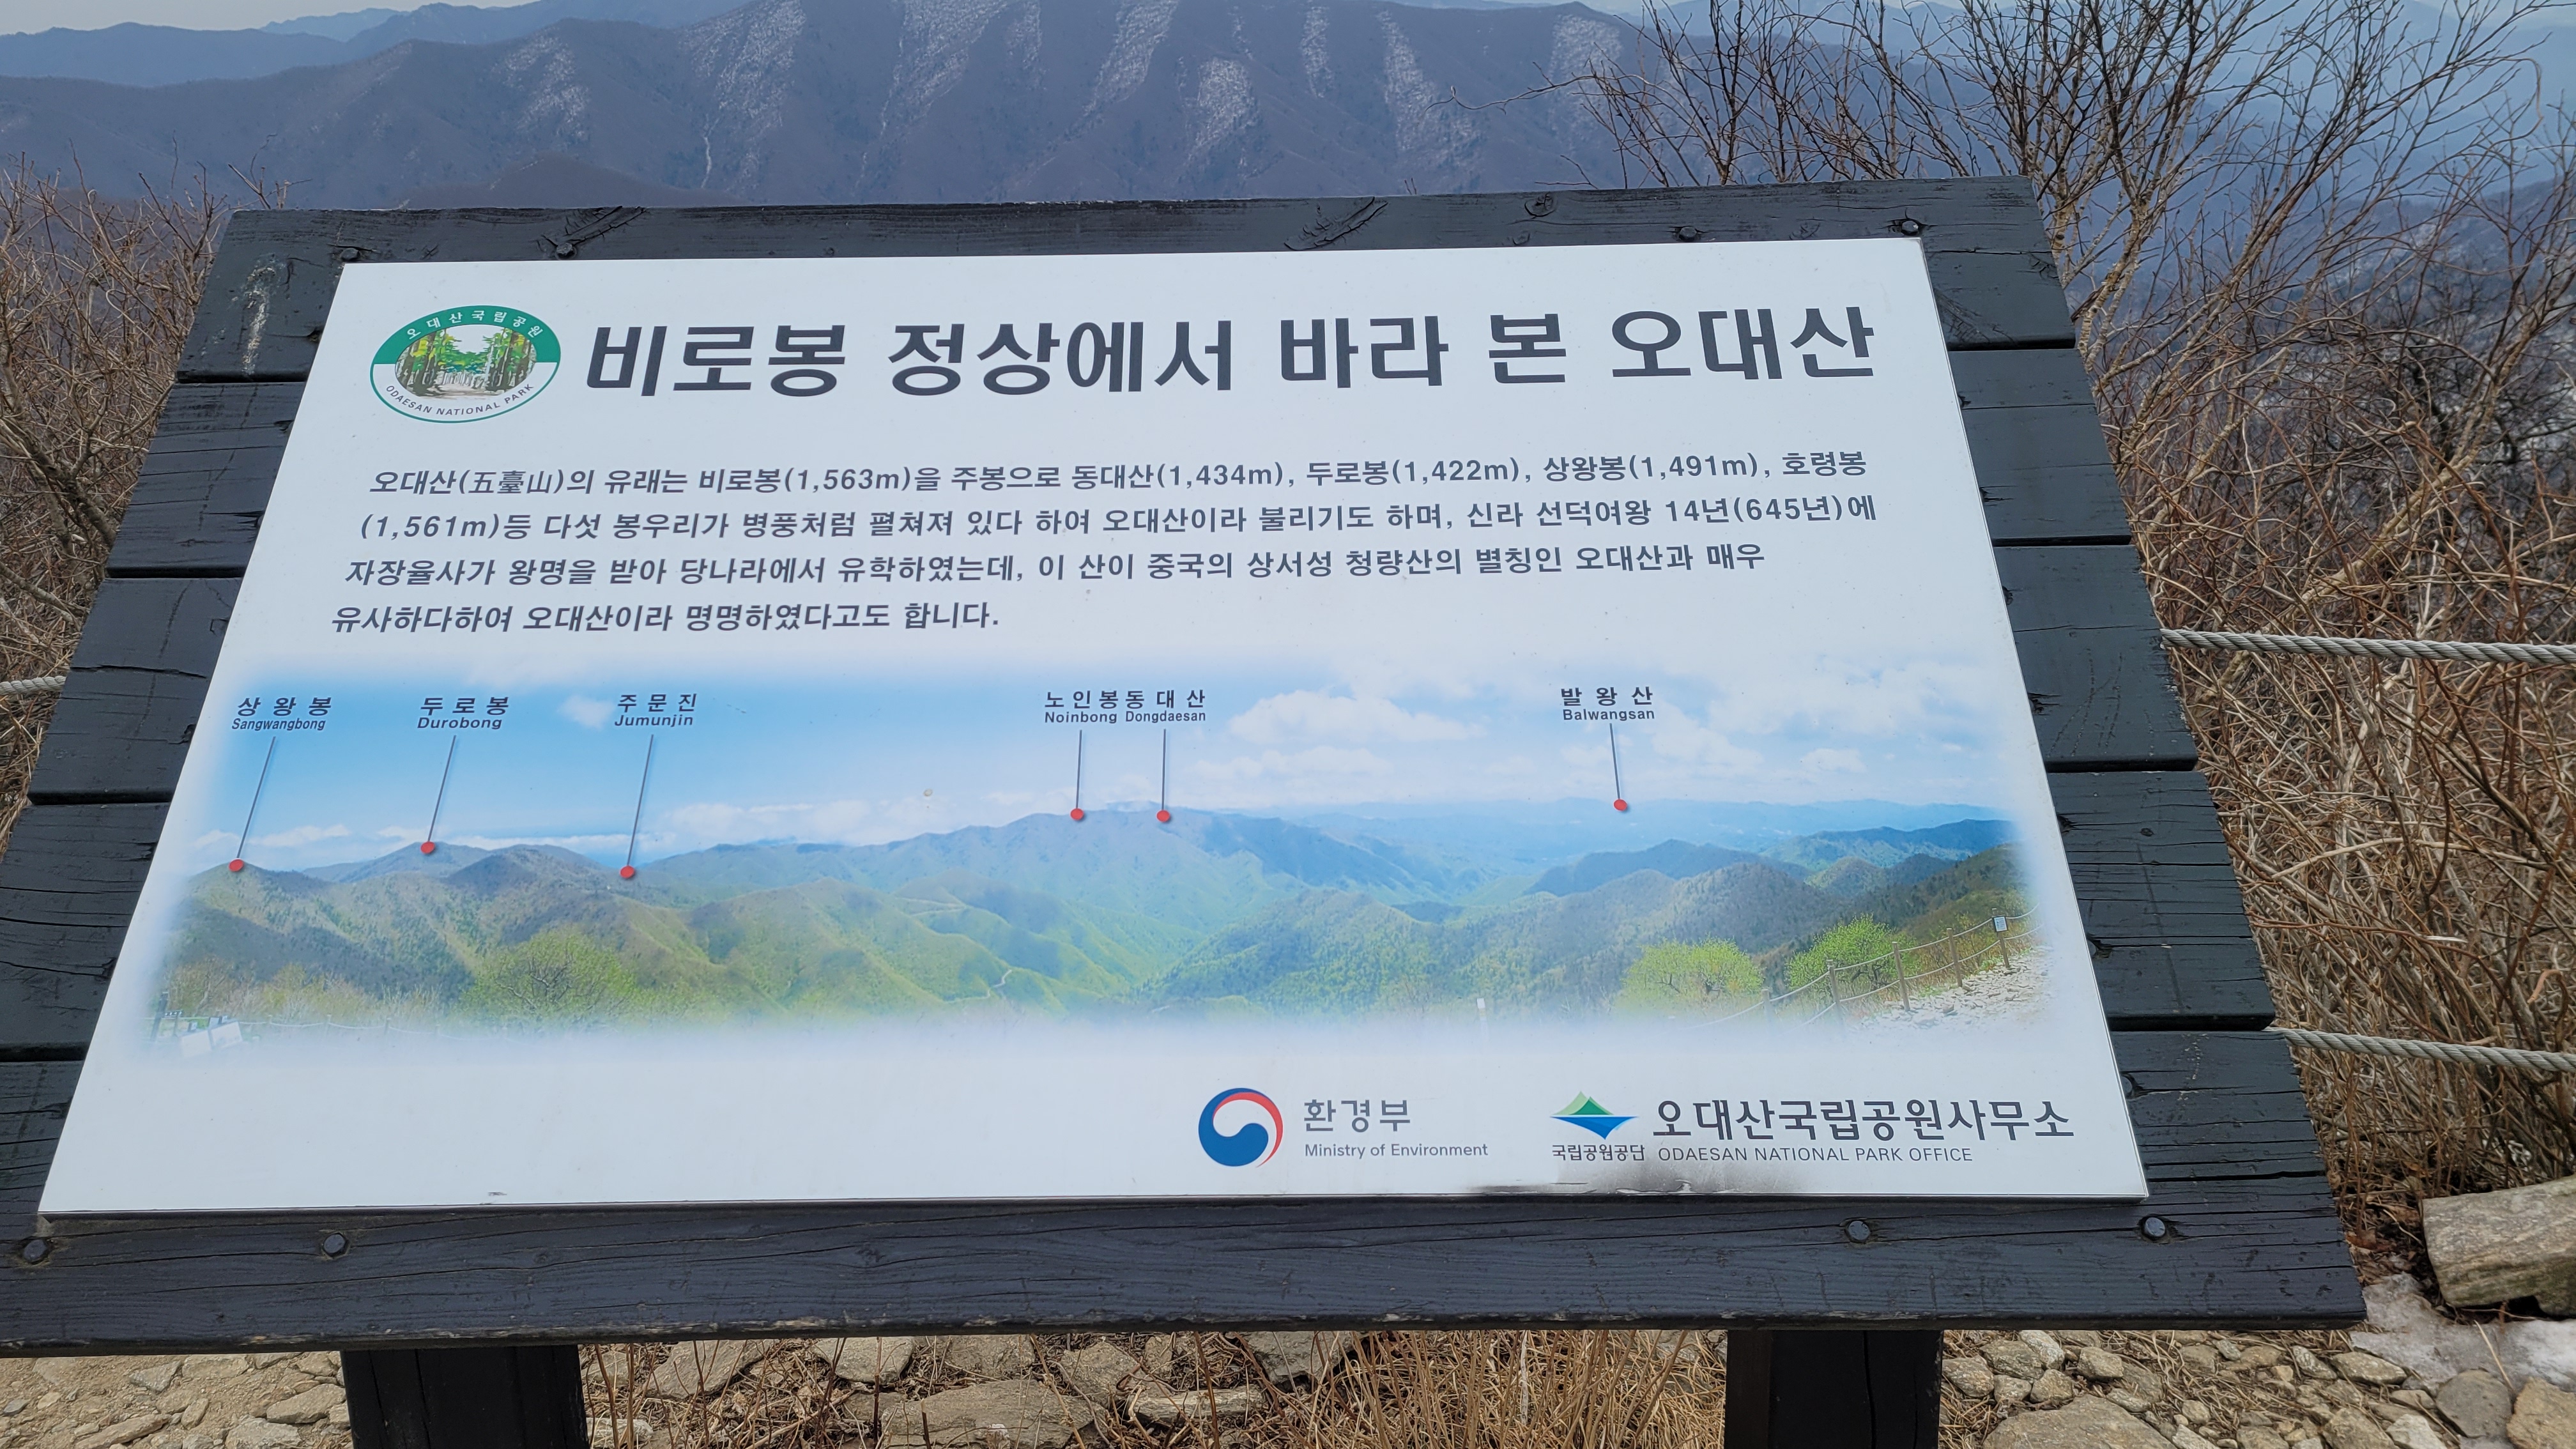 오대산국립공원
ODAESAN NATIONAL PARK
비로봉 정상에서 바라 본 오대산
오대산(五臺山)의 유래는 비로봉(1,563m)을 주봉으로 동대산(1,434m), 두로봉(1,422m), 상왕봉(1,491m), 호령봉
(1,561m)등 다섯 봉우리가 병풍처럼 펼쳐져 있다 하여 오대산이라 불리기도 하며, 신라 선덕여왕 14년(645년)에
자장율사가 왕명을 받아 당나라에서 유학하였는데, 이 산이 중국의 상서성 청량산의 별칭인 오대산과 매우
유사하다하여 오대산이라 명명하였다고도 합니다.
상왕봉 두로봉 주문진 노인봉 동대산 발왕산
Sangwangbong Durobong Jumunjin Noinbong Dongdaesan Balwangsan
환경부
Ministry of Environment
국립공원공단
오대산국립공원사무소
ODAESAN NATIONAL PARK OFFICE